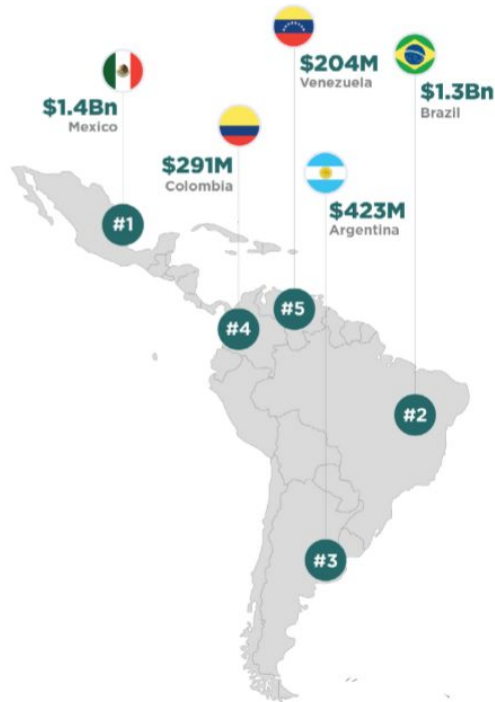 $204M
Venezuela
$1.3Bn
Brazil
$1.4Bn
Mexico
$291M
Colombia
$423M
Argentina
#1
#5
#4
#2
#3